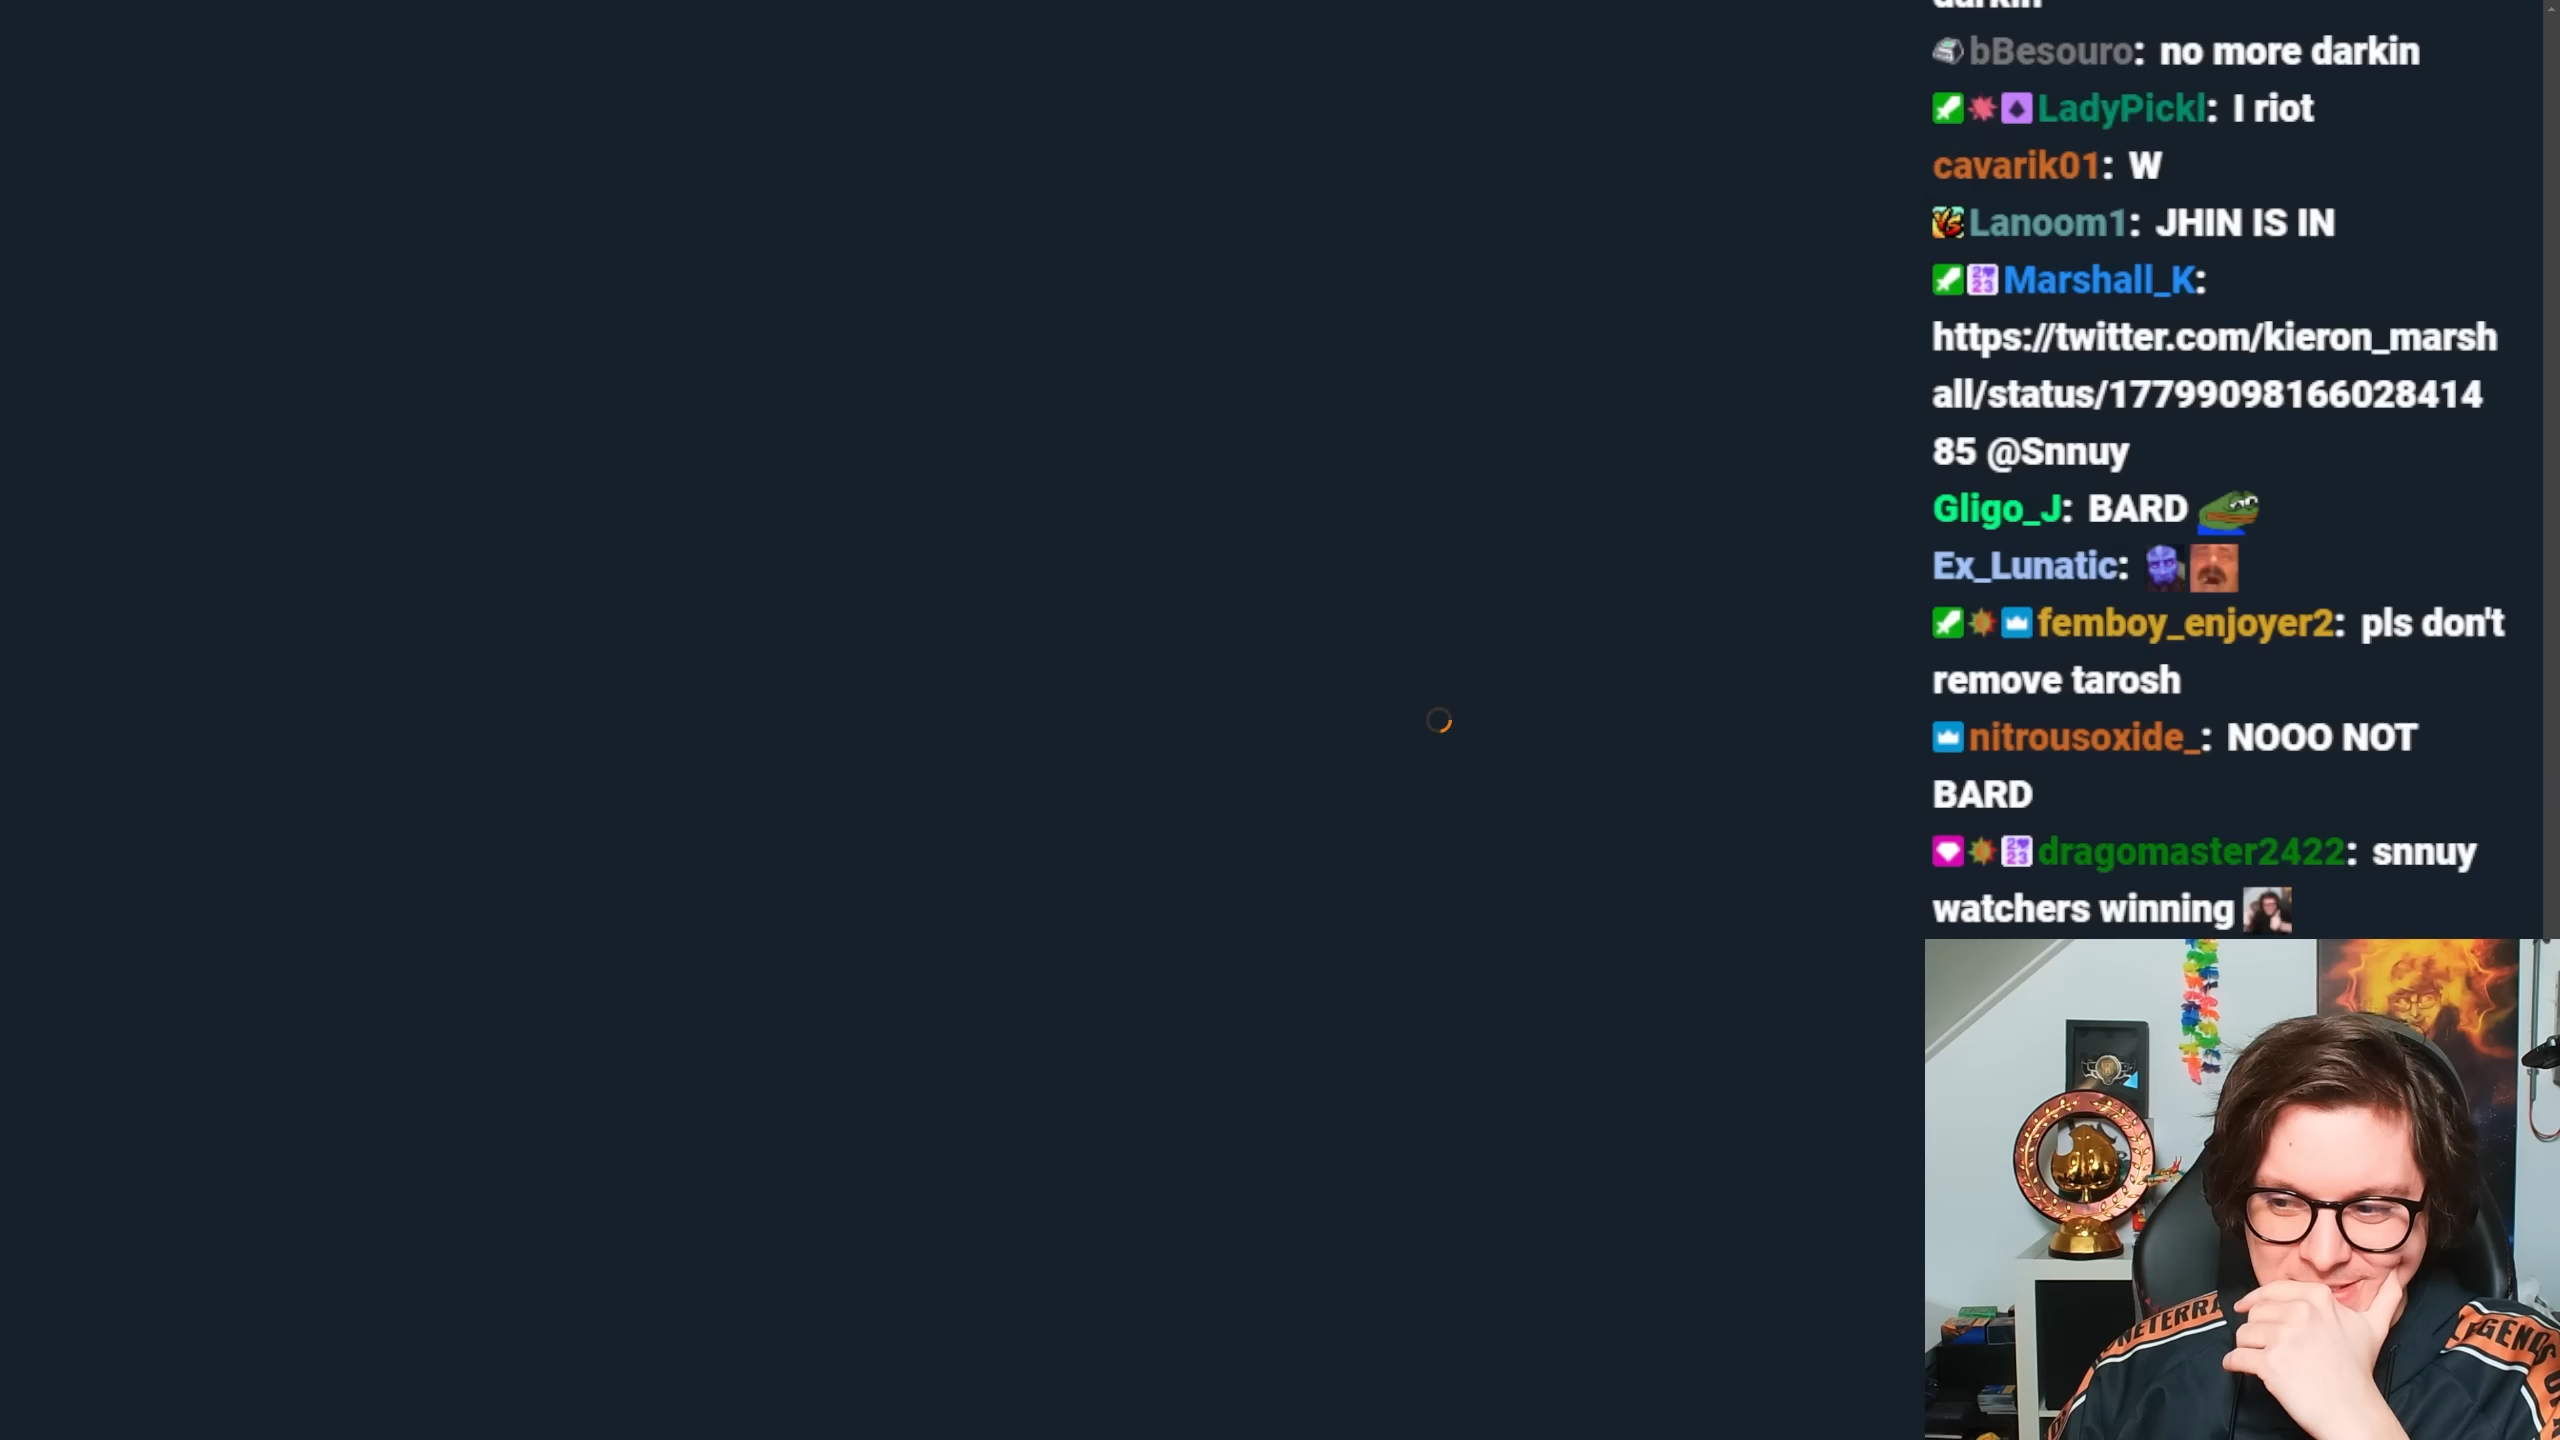 darkin
bBesouro: no more darkin
LadyPickl: I riot
cavarik01: W
Lanoom1: JHIN IS IN
Marshall_K:
https://twitter.com/kieron_marsh
all/status/17799098166028414
85 @Snnuy
Gligo_J: BARD
Ex_Lunatic:
femboy_enjoyer2: pls don't
remove tarosh
nitrousoxide_: NOOO NOT
BARD
dragomaster2422: snnuy
watchers winning